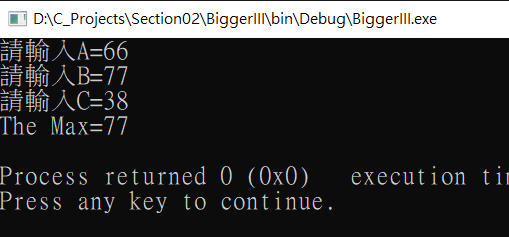 D:\C_Projects\Section02\BiggerIII\bin\Debug\BiggerIII.exe
請輸入A=66
請輸入B=77
請輸入C=38
The Max=77
Process returned 0 (0x0)   execution
Press any key to continue.